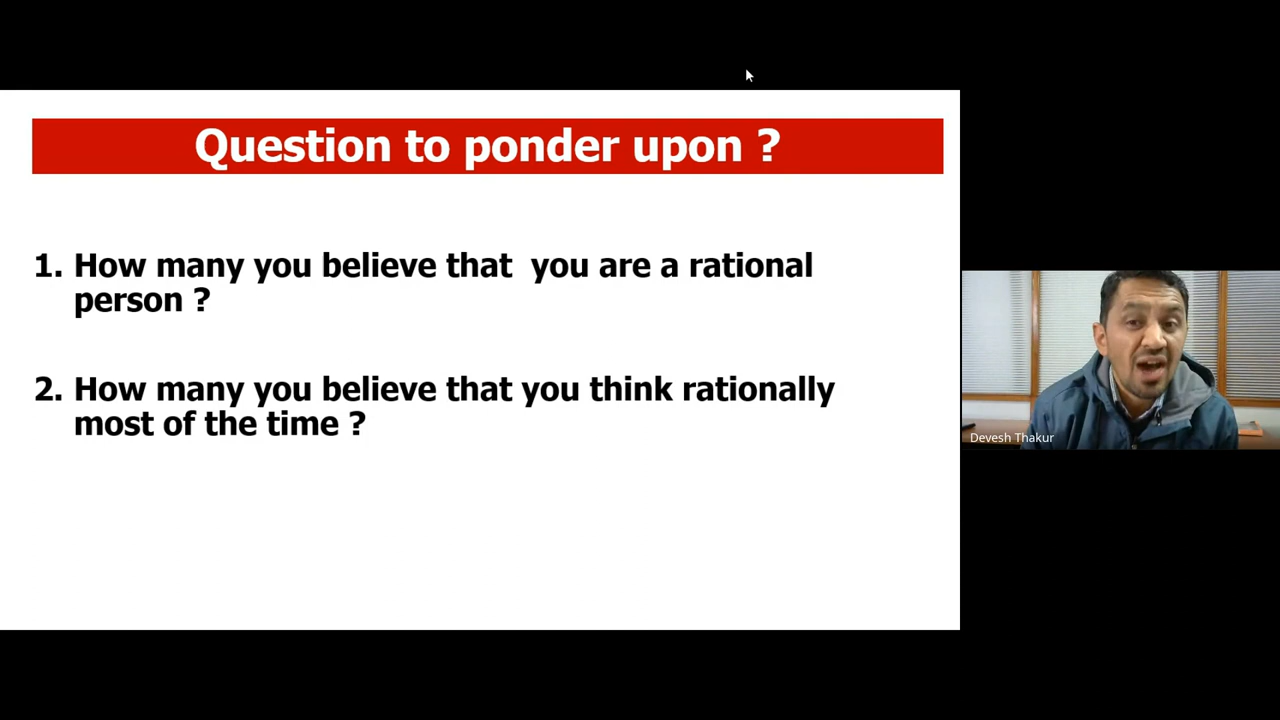 Question to ponder upon ?
1. How many you believe that  you are a rational
person ?
2. How many you believe that you think rationally
most of the time ?
Devesh Thakur